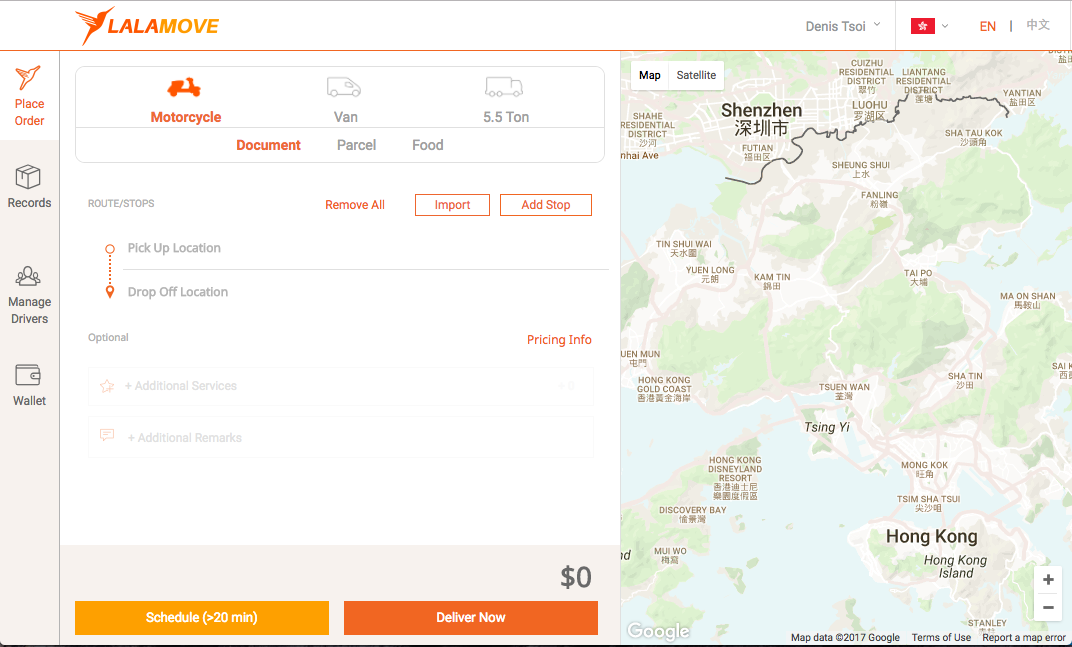 LALAMOVE
Denis Tsoi
EN | 中文
Place
Order
Records
Manage
Drivers
Wallet
Motorcycle
Van
5.5 Ton
Document
Parcel
Food
ROUTE/STOPS
Remove All
Import
Add Stop
Pick Up Location
Drop Off Location
Optional
Pricing Info
+ Additional Services
+ Additional Remarks
$0
Schedule (>20 min)
Deliver Now
Map
Satellite
CUIZHU
RESIDENTIAL
DISTRICT
翠竹
LIANTANG
RESIDENTIAL
DISTRICT
莲塘
YANTIAN
盐田区
Shenzhen
深圳市
LUOHU
罗湖区
SHAHE
RESIDENTIAL
DISTRICT
沙河
nhai Ave
FUTIAN
福田区
SHA TAU KOK
沙頭角
SHEUNG SHUI
上水
FANLING
粉嶺
TIN SHUI WAI
天水圍
YUEN LONG
元朗
KAM TIN
錦田
TAI PO
大埔
MA ON SHAN
馬鞍山
UEN MUN
屯門
HONG KONG
GOLD COAST
香港黃金海岸
TSUEN WAN
荃灣
SHA TIN
沙田
SAI K
西
Tsing Yi
HONG KONG
DISNEYLAND
RESORT
香港迪士尼
樂園度假區
MONG KOK
旺角
TSIM SHA TSUI
尖沙咀
DISCOVERY BAY
愉景灣
Hong Kong
MUI WO
梅窩
nd
Hong Kong
Island
STANLEY
赤柱
+
−
Google
Map data ©2017 Google
Terms of Use
Report a map error